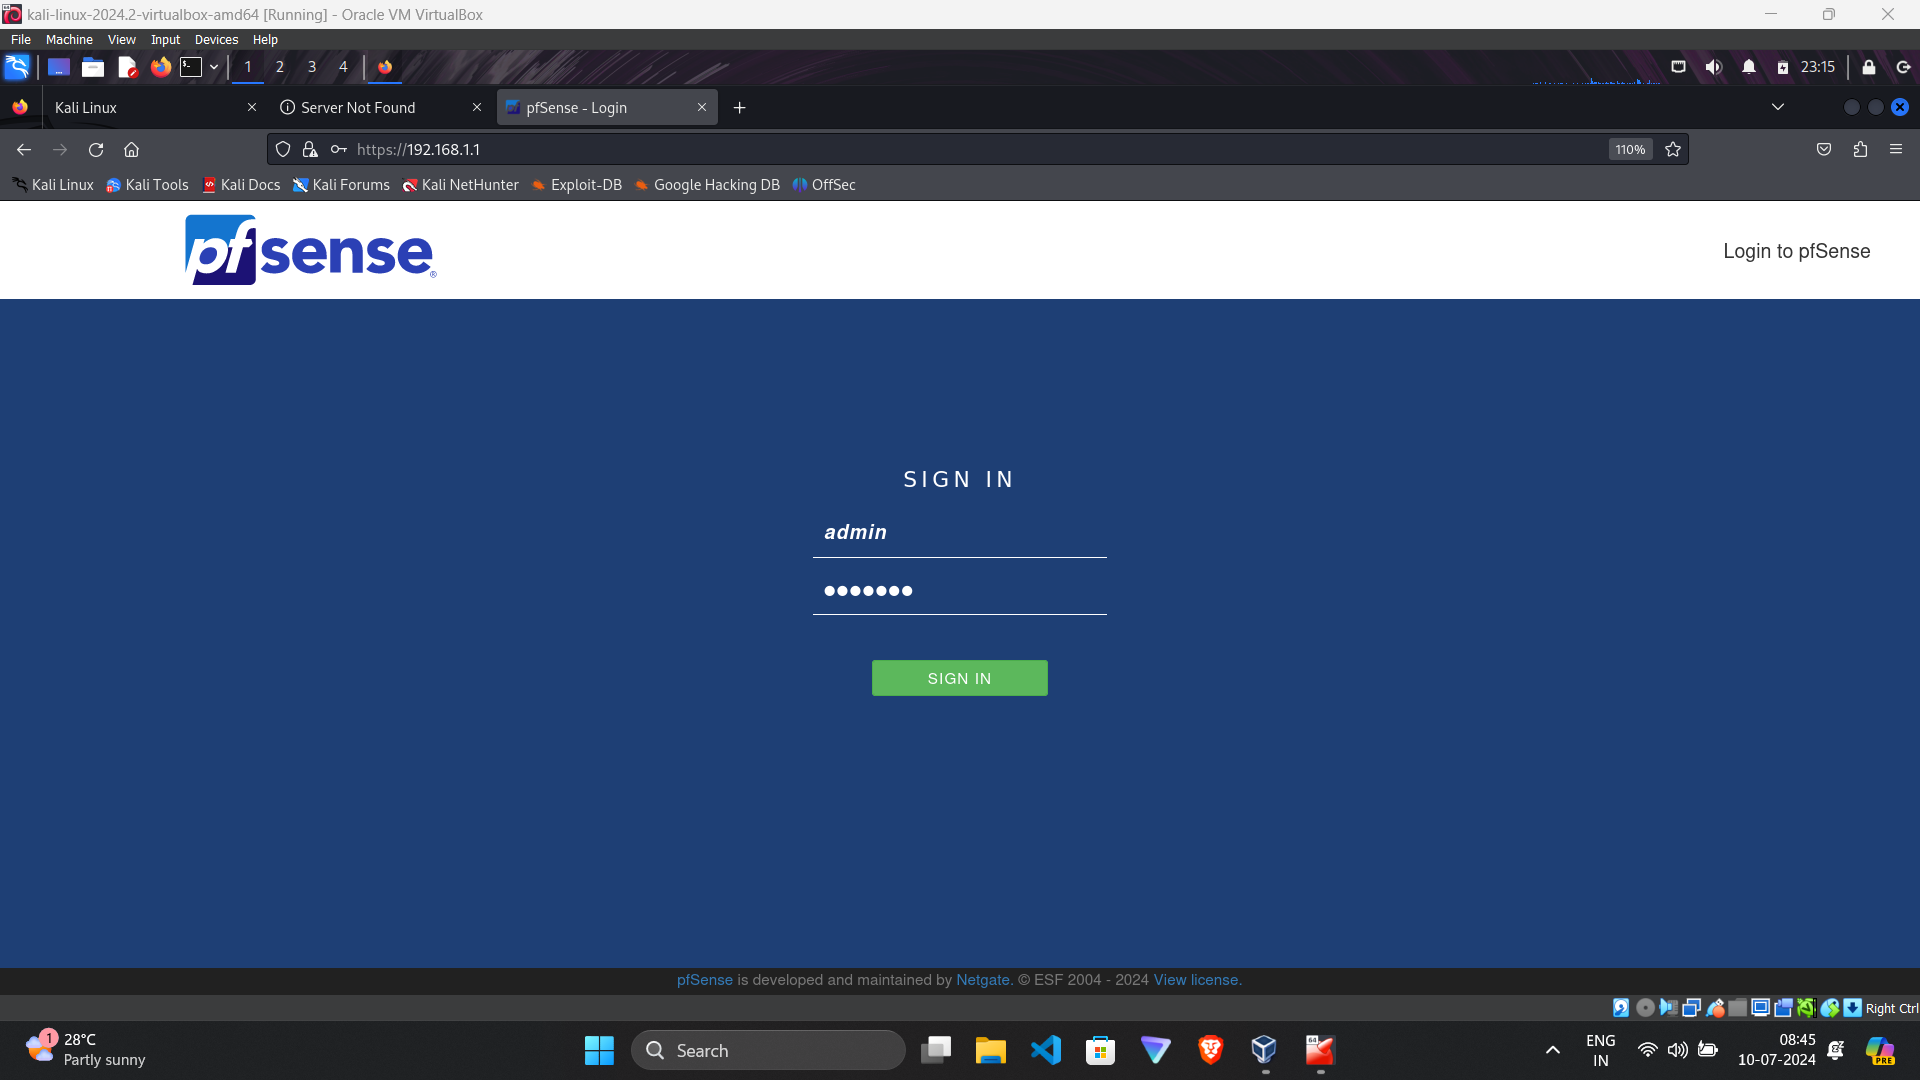 kali-linux-2024.2-virtualbox-amd64 [Running] - Oracle VM VirtualBox
File Machine View Input Devices Help
1 2 3 4 23:15
Kali Linux Server Not Found pfSense - Login
https://192.168.1.1 110%
Kali Linux Kali Tools Kali Docs Kali Forums Kali NetHunter Exploit-DB Google Hacking DB OffSec
pfsense® Login to pfSense
SIGN IN
admin
SIGN IN
pfSense is developed and maintained by Netgate. © ESF 2004 - 2024 View license.
Right Ctrl
1 28°C
Partly sunny
Search
64
ENG
IN
08:45
10-07-2024
PRE